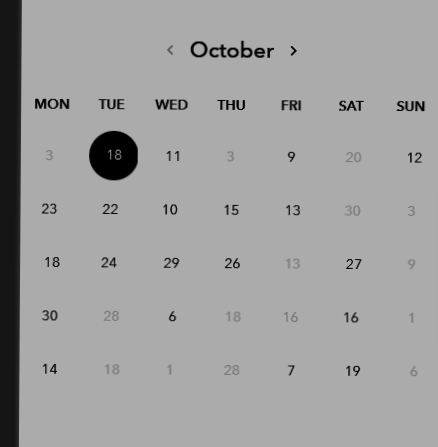 ‹ October ›
MON TUE WED THU FRI SAT SUN
3 18 11 3 9 20 12
23 22 10 15 13 30 3
18 24 29 26 13 27 9
30 28 6 18 16 16 1
14 18 1 28 7 19 6